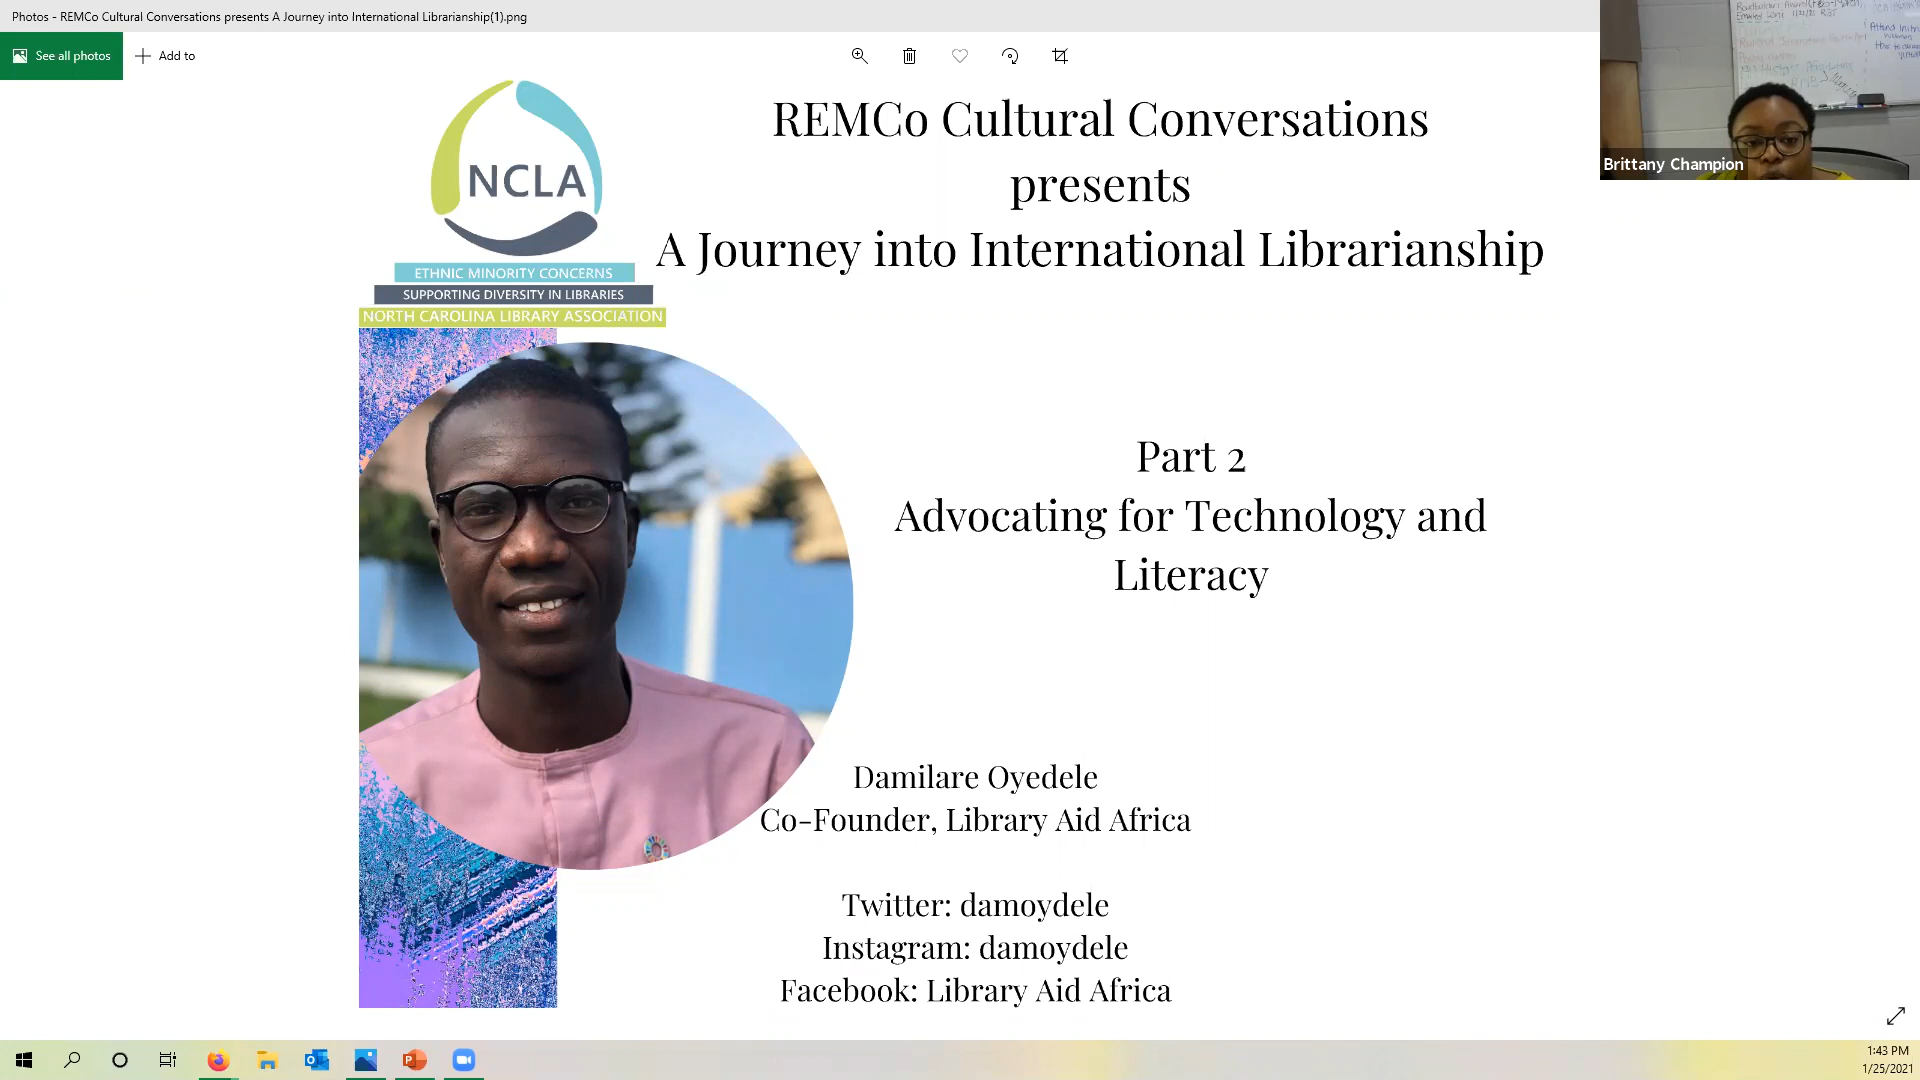 Photos - REMCo Cultural Conversations presents A Journey into International Librarianship(1).png
See all photos
Add to
NCLA
ETHNIC MINORITY CONCERNS
SUPPORTING DIVERSITY IN LIBRARIES
NORTH CAROLINA LIBRARY ASSOCIATION
REMCo Cultural Conversations
presents
A Journey into International Librarianship
Brittany Champion
Part 2
Advocating for Technology and
Literacy
Damilare Oyedele
Co-Founder, Library Aid Africa
Twitter: damoydele
Instagram: damoydele
Facebook: Library Aid Africa
1:43 PM
1/25/2021